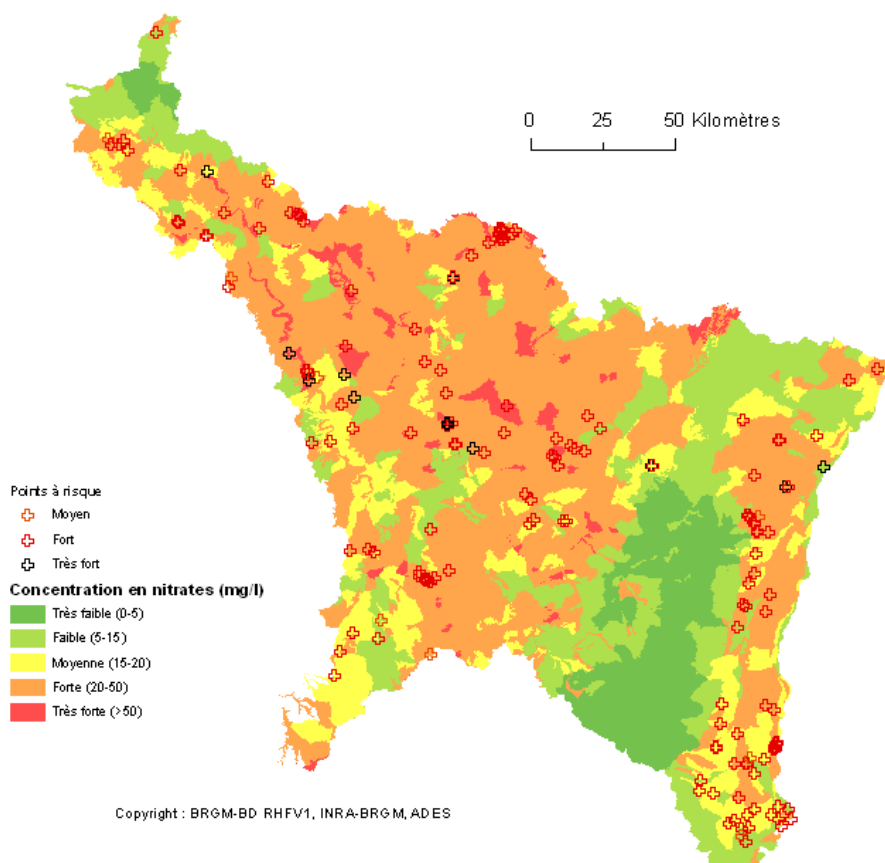 0 25 50 Kilomètres
Points à risque
Moyen
Fort
Très fort
Concentration en nitrates (mg/l)
Très faible (0-5)
Faible (5-15)
Moyenne (15-20)
Forte (20-50)
Très forte (>50)
Copyright : BRGM-BD RHFV1, INRA-BRGM, ADES